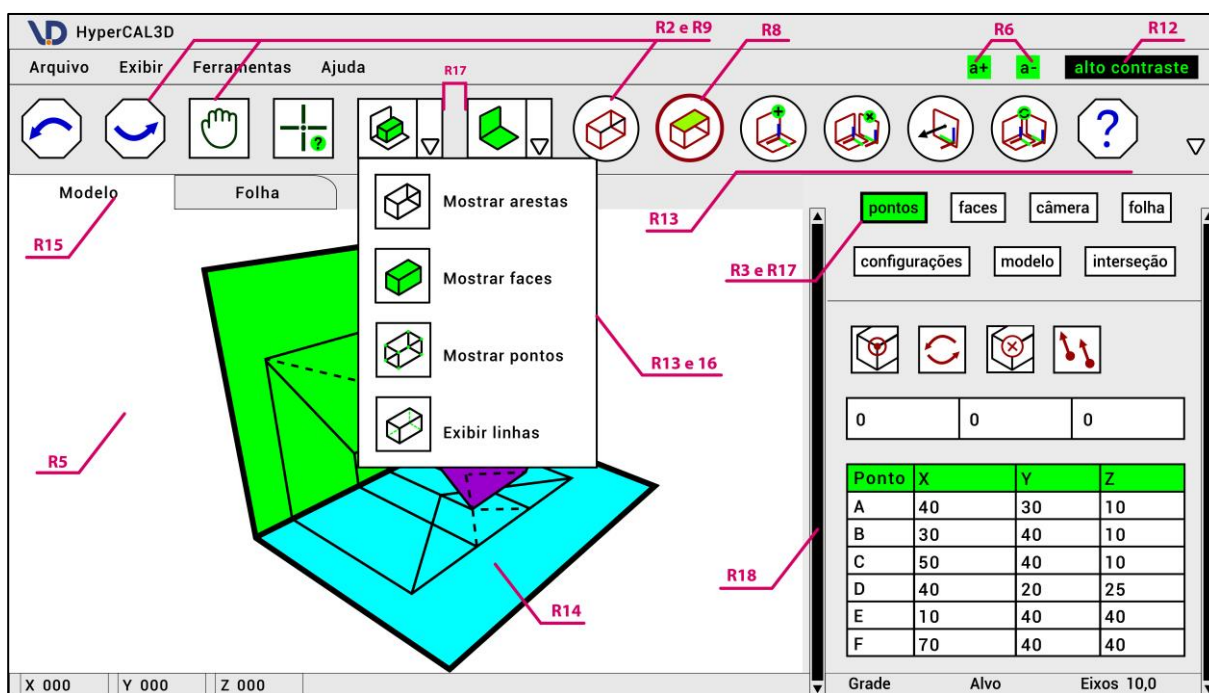 VD HyperCAL3D
R2 e R9
R8
R6
R12
Arquivo Exibir Ferramentas Ajuda
R17
a+ a- alto contraste
?
?
Modelo Folha
R15
Mostrar arestas
Mostrar faces
Mostrar pontos
Exibir linhas
R13
R3 e R17
R13 e 16
R5
R14
R18
pontos faces câmera folha
configurações modelo interseção
0 0 0
Ponto X Y Z
A 40 30 10
B 30 40 10
C 50 40 10
D 40 20 25
E 10 40 40
F 70 40 40
X 000 Y 000 Z 000
Grade Alvo Eixos 10,0